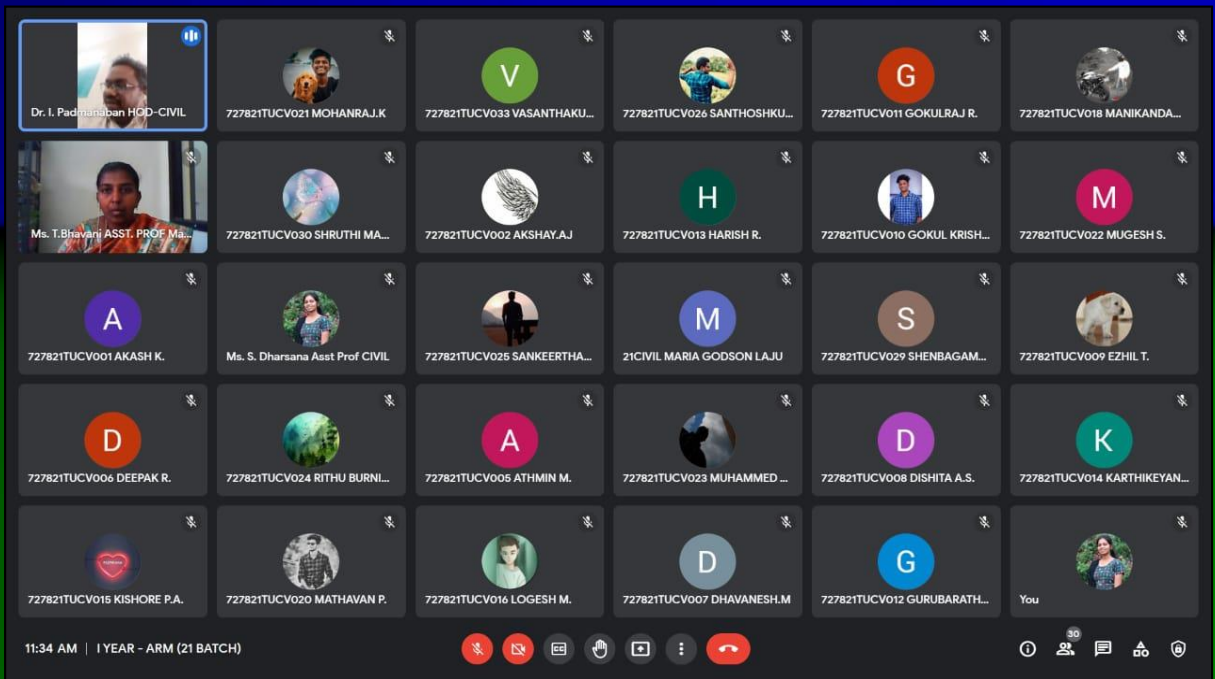 Dr. I. Padmanaban HOD-CIVIL
727821TUCV021 MOHANRAJ.K
V
727821TUCV033 VASANTHAKU...
727821TUCV026 SANTHOSHKU...
G
727821TUCV011 GOKULRAJ R.
727821TUCV018 MANIKANDA...
Ms. T.Bhavani ASST. PROF Ma...
727821TUCV030 SHRUTHI MA...
727821TUCV002 AKSHAY.AJ
H
727821TUCV013 HARISH R.
727821TUCV010 GOKUL KRISH...
M
727821TUCV022 MUGESH S.
A
727821TUCV001 AKASH K.
Ms. S. Dharsana Asst Prof CIVIL
727821TUCV025 SANKEERTHA...
M
21CIVIL MARIA GODSON LAJU
S
727821TUCV029 SHENBAGAM...
727821TUCV009 EZHIL T.
D
727821TUCV006 DEEPAK R.
727821TUCV024 RITHU BURNI...
A
727821TUCV005 ATHMIN M.
727821TUCV023 MUHAMMED ...
D
727821TUCV008 DISHITA A.S.
K
727821TUCV014 KARTHIKEYAN...
727821TUCV015 KISHORE P.A.
727821TUCV020 MATHAVAN P.
727821TUCV016 LOGESH M.
D
727821TUCV007 DHAVANESH.M
G
727821TUCV012 GURUBARATH...
You
11:34 AM | I YEAR - ARM (21 BATCH)
CC
30